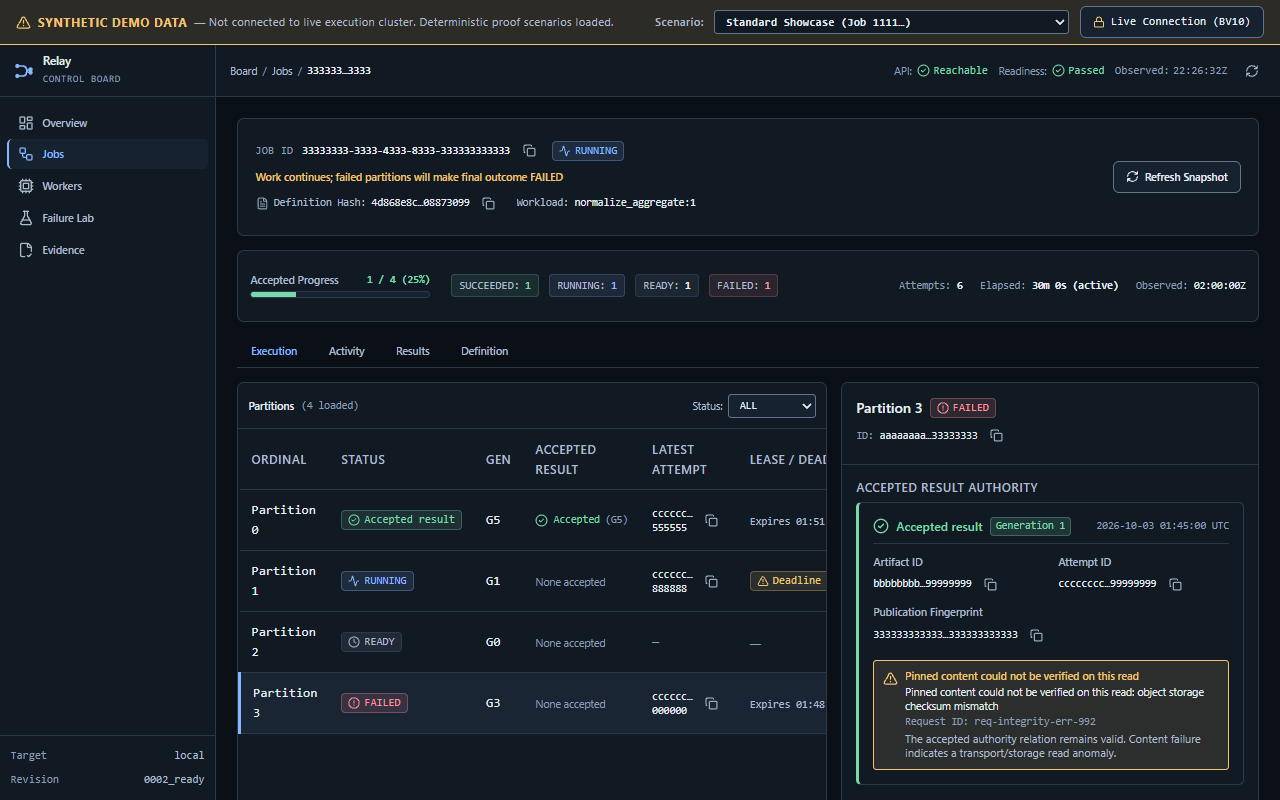 SYNTHETIC DEMO DATA — Not connected to live execution cluster. Deterministic proof scenarios loaded.
Scenario: Standard Showcase (Job 1111…)
Live Connection (BV10)
Relay
CONTROL BOARD
Board / Jobs / 333333…3333
API: Reachable Readiness: Passed Observed: 22:26:32Z
Overview
Jobs
Workers
Failure Lab
Evidence
Target local
Revision 0002_ready
JOB ID 33333333-3333-4333-8333-333333333333 RUNNING
Work continues; failed partitions will make final outcome FAILED
Definition Hash: 4d868e8c…08873099 Workload: normalize_aggregate:1
Refresh Snapshot
Accepted Progress 1 / 4 (25%)
SUCCEEDED: 1 RUNNING: 1 READY: 1 FAILED: 1
Attempts: 6 Elapsed: 30m 0s (active) Observed: 02:00:00Z
Execution Activity Results Definition
Partitions (4 loaded)
Status: ALL
ORDINAL STATUS GEN ACCEPTED RESULT LATEST ATTEMPT LEASE / DEAD
Partition 0 Accepted result G5 Accepted (G5) cccccc…555555 Expires 01:51
Partition 1 RUNNING G1 None accepted cccccc…888888 Deadline
Partition 2 READY G0 None accepted — —
Partition 3 FAILED G3 None accepted cccccc…000000 Expires 01:48
Partition 3 FAILED
ID: aaaaaaaa…33333333
ACCEPTED RESULT AUTHORITY
Accepted result Generation 1 2026-10-03 01:45:00 UTC
Artifact ID Attempt ID
bbbbbbbb…99999999 cccccccc…99999999
Publication Fingerprint
333333333333…333333333333
Pinned content could not be verified on this read
Pinned content could not be verified on this read: object storage
checksum mismatch
Request ID: req-integrity-err-992
The accepted authority relation remains valid. Content failure
indicates a transport/storage read anomaly.